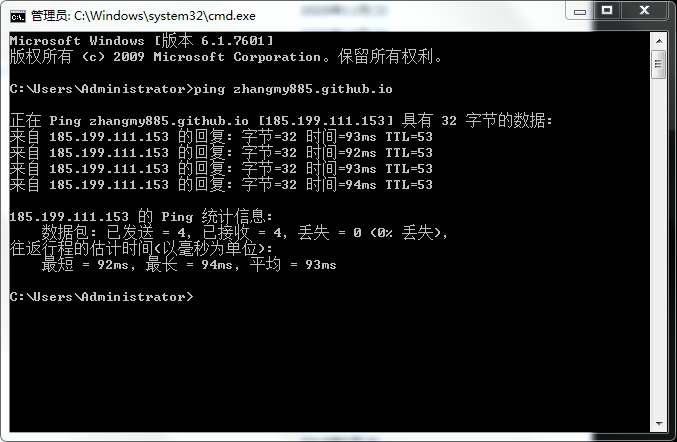 管理员: C:\Windows\system32\cmd.exe
Microsoft Windows [版本 6.1.7601]
版权所有 (c) 2009 Microsoft Corporation。保留所有权利。
C:\Users\Administrator>ping zhangmy885.github.io
正在 Ping zhangmy885.github.io [185.199.111.153] 具有 32 字节的数据:
来自 185.199.111.153 的回复: 字节=32 时间=93ms TTL=53
来自 185.199.111.153 的回复: 字节=32 时间=92ms TTL=53
来自 185.199.111.153 的回复: 字节=32 时间=93ms TTL=53
来自 185.199.111.153 的回复: 字节=32 时间=94ms TTL=53
185.199.111.153 的 Ping 统计信息:
数据包: 已发送 = 4，已接收 = 4，丢失 = 0 (0% 丢失)，
往返行程的估计时间(以毫秒为单位):
最短 = 92ms，最长 = 94ms，平均 = 93ms
C:\Users\Administrator>